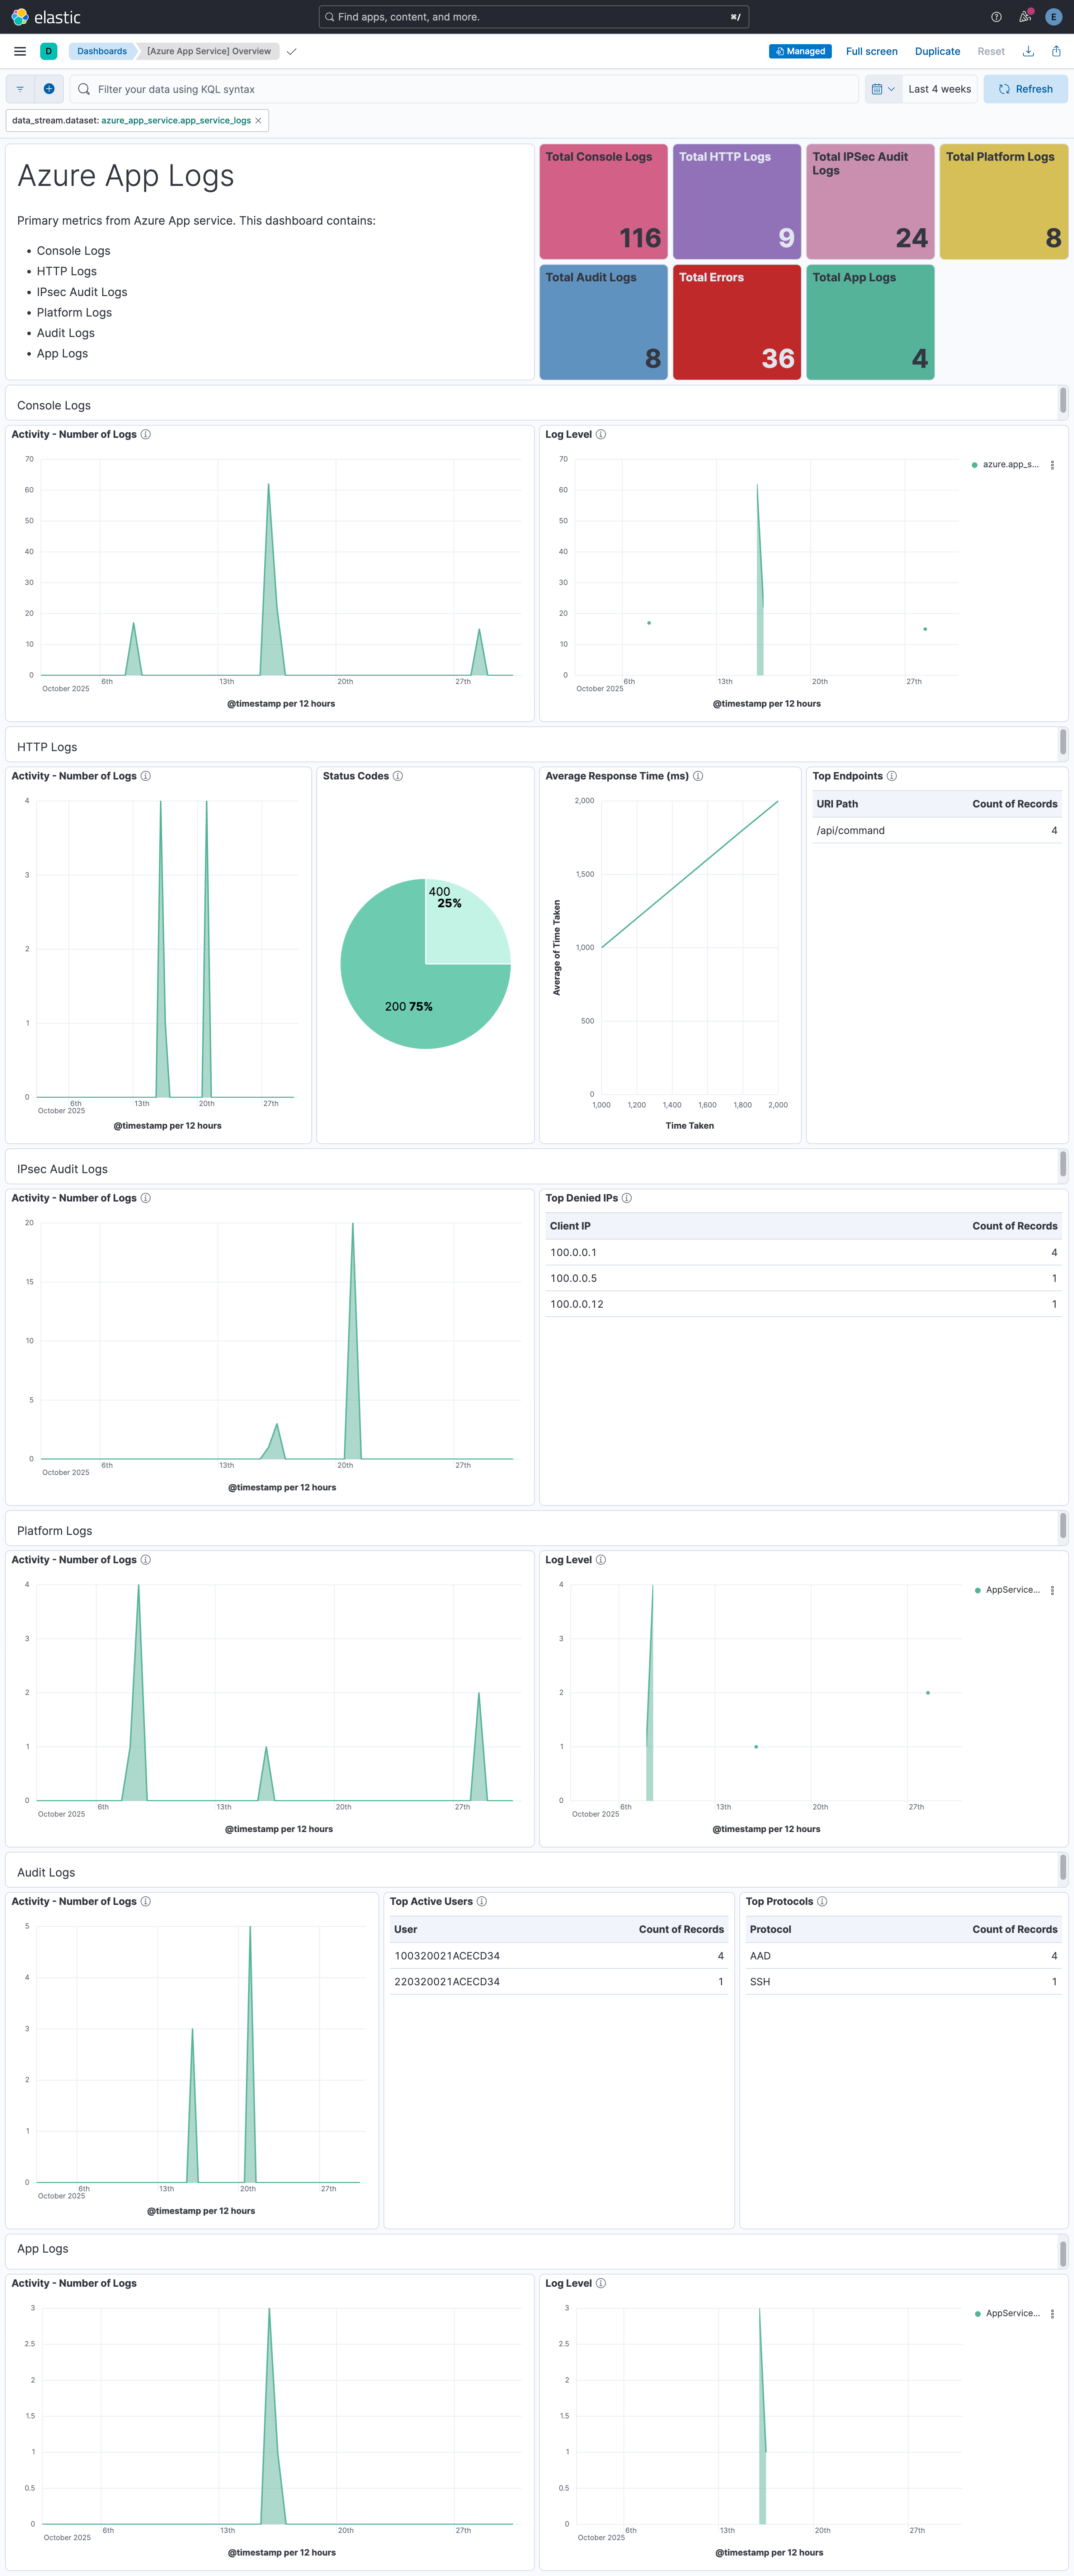 elastic
Find apps, content, and more.
⌘/
E
D
Dashboards
[Azure App Service] Overview
Managed
Full screen
Duplicate
Reset
Filter your data using KQL syntax
Last 4 weeks
Refresh
data_stream.dataset: azure_app_service.app_service_logs
Azure App Logs
Primary metrics from Azure App service. This dashboard contains:
• Console Logs
• HTTP Logs
• IPsec Audit Logs
• Platform Logs
• Audit Logs
• App Logs
Total Console Logs
116
Total HTTP Logs
9
Total IPSec Audit
Logs
24
Total Platform Logs
8
Total Audit Logs
8
Total Errors
36
Total App Logs
4
Console Logs
Activity - Number of Logs
70
60
50
40
30
20
10
0
6th
13th
20th
27th
October 2025
@timestamp per 12 hours
Log Level
70
60
50
40
30
20
10
0
6th
13th
20th
27th
October 2025
@timestamp per 12 hours
azure.app_s...
HTTP Logs
Activity - Number of Logs
4
3
2
1
0
6th
13th
20th
27th
October 2025
@timestamp per 12 hours
Status Codes
400
25%
200 75%
Average Response Time (ms)
2,000
1,500
1,000
500
0
Average of Time Taken
1,000
1,200
1,400
1,600
1,800
2,000
Time Taken
Top Endpoints
URI Path Count of Records
/api/command 4
IPsec Audit Logs
Activity - Number of Logs
20
15
10
5
0
6th
13th
20th
27th
October 2025
@timestamp per 12 hours
Top Denied IPs
Client IP Count of Records
100.0.0.1 4
100.0.0.5 1
100.0.0.12 1
Platform Logs
Activity - Number of Logs
4
3
2
1
0
6th
13th
20th
27th
October 2025
@timestamp per 12 hours
Log Level
4
3
2
1
0
6th
13th
20th
27th
October 2025
@timestamp per 12 hours
AppService...
Audit Logs
Activity - Number of Logs
5
4
3
2
1
0
6th
13th
20th
27th
October 2025
@timestamp per 12 hours
Top Active Users
User Count of Records
100320021ACECD34 4
220320021ACECD34 1
Top Protocols
Protocol Count of Records
AAD 4
SSH 1
App Logs
Activity - Number of Logs
3
2.5
2
1.5
1
0.5
0
6th
13th
20th
27th
October 2025
@timestamp per 12 hours
Log Level
3
2.5
2
1.5
1
0.5
0
6th
13th
20th
27th
October 2025
@timestamp per 12 hours
AppService...